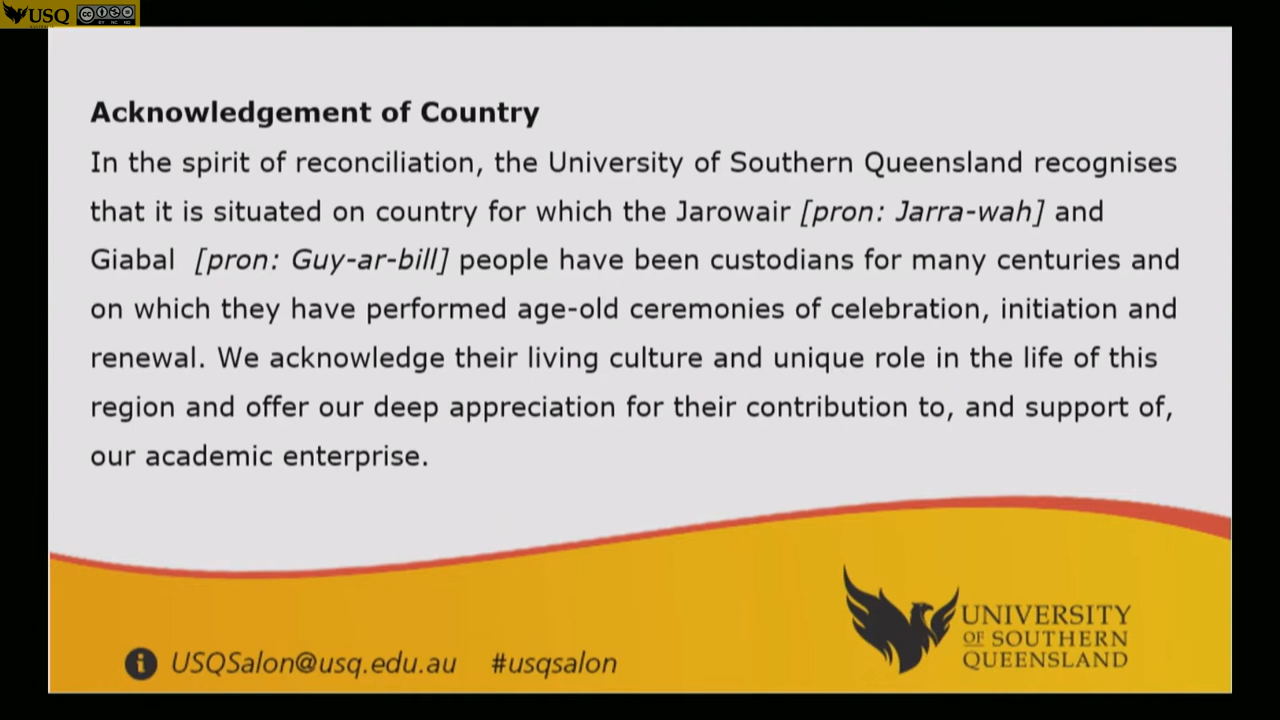 USQ
BY NC ND
Acknowledgement of Country
In the spirit of reconciliation, the University of Southern Queensland recognises
that it is situated on country for which the Jarowair [pron: Jarra-wah] and
Giabal [pron: Guy-ar-bill] people have been custodians for many centuries and
on which they have performed age-old ceremonies of celebration, initiation and
renewal. We acknowledge their living culture and unique role in the life of this
region and offer our deep appreciation for their contribution to, and support of,
our academic enterprise.
USQSalon@usq.edu.au #usqsalon
UNIVERSITY
OF SOUTHERN
QUEENSLAND